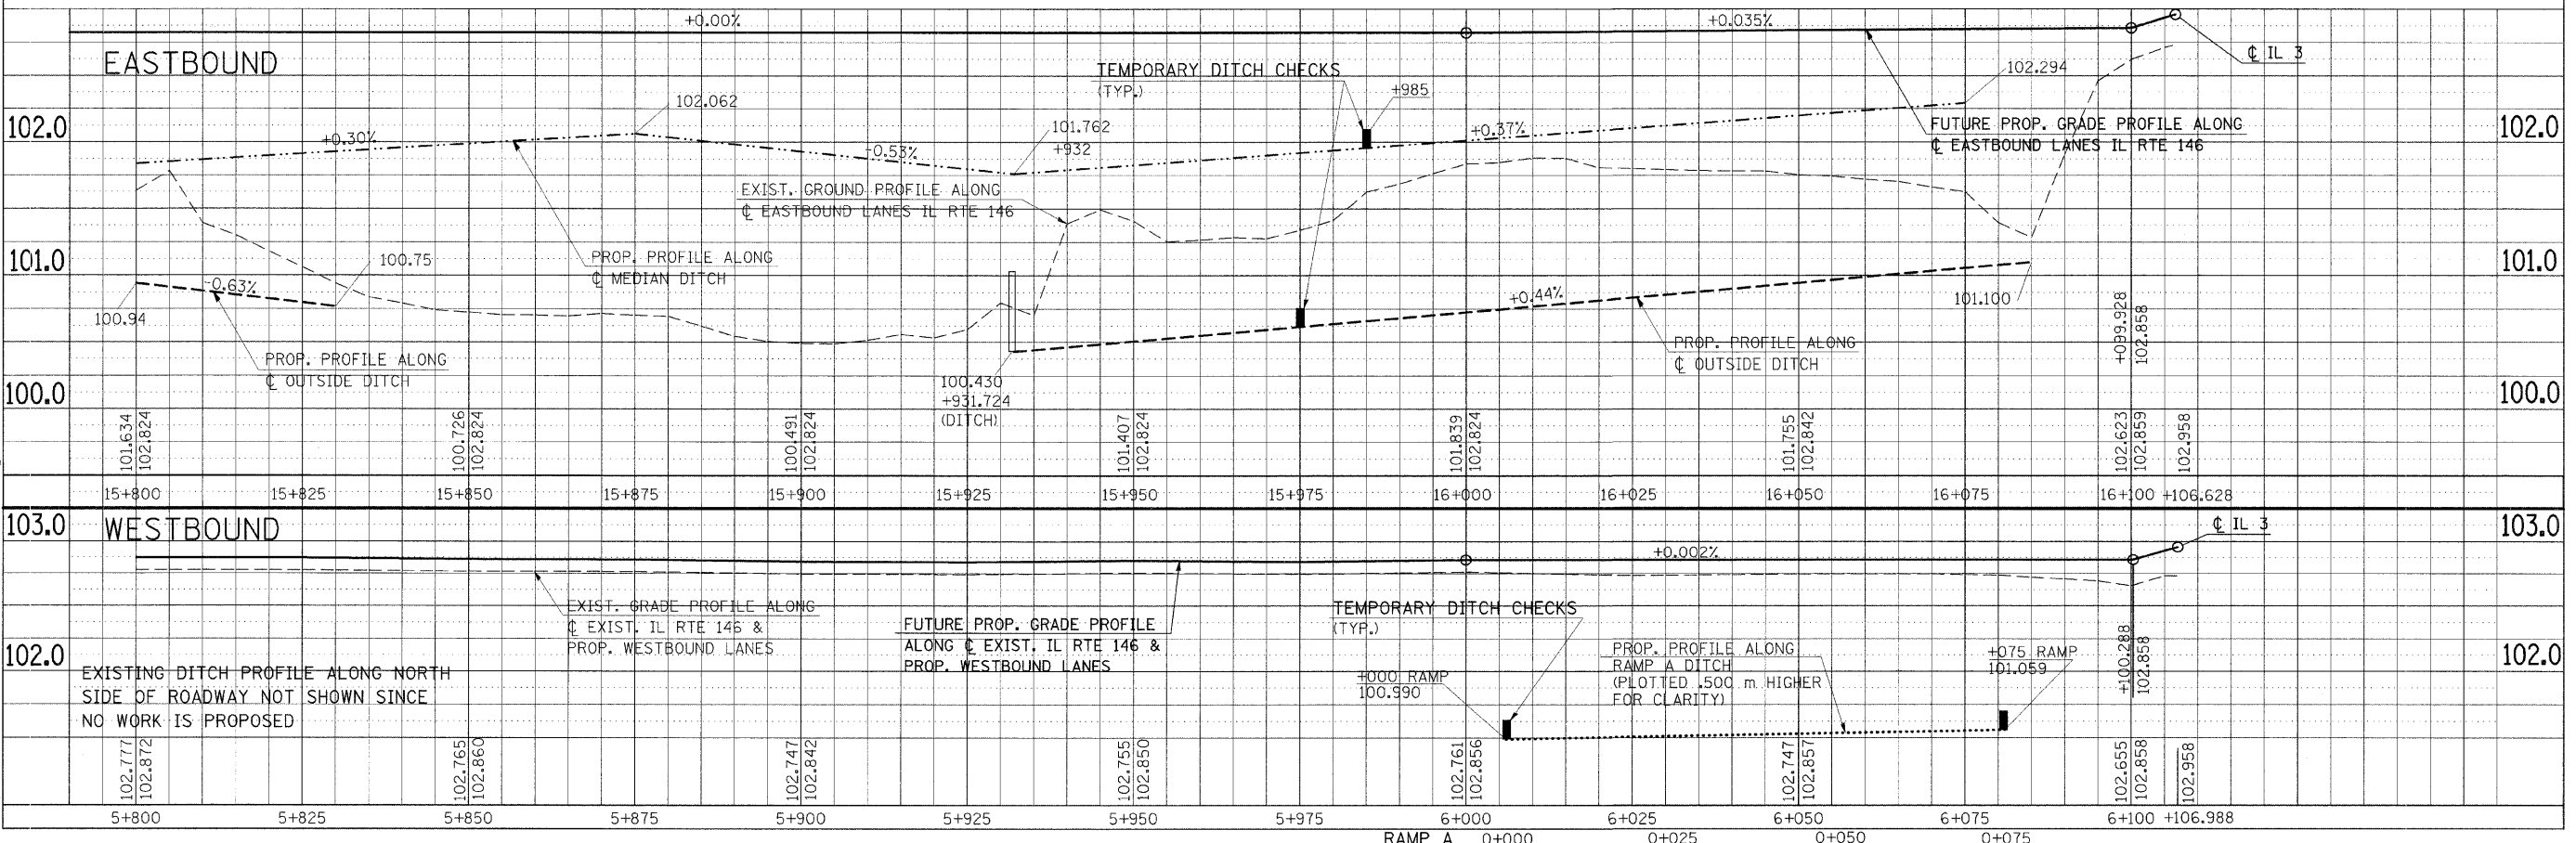 +0.00%
+0.035%
EASTBOUND
℄ IL 3
TEMPORARY DITCH CHECKS
(TYP.)
+985
102.294
102.062
102.0
+0.30%
-0.53%
101.762
+932
+0.37%
FUTURE PROP. GRADE PROFILE ALONG
℄ EASTBOUND LANES IL RTE 146
102.0
EXIST. GROUND PROFILE ALONG
℄ EASTBOUND LANES IL RTE 146
101.0
100.75
PROP. PROFILE ALONG
℄ MEDIAN DITCH
101.0
-0.63%
100.94
+0.44%
101.100
+099.928
102.858
PROP. PROFILE ALONG
℄ OUTSIDE DITCH
PROP. PROFILE ALONG
℄ OUTSIDE DITCH
100.0
100.430
+931.724
(DITCH)
100.0
101.634
102.824
100.726
102.824
100.491
102.824
101.407
102.824
101.839
102.824
101.755
102.842
102.623
102.859
102.958
15+800 15+825 15+850 15+875 15+900 15+925 15+950 15+975 16+000 16+025 16+050 16+075 16+100 +106.628
103.0
WESTBOUND
℄ IL 3
103.0
+0.002%
EXIST. GRADE PROFILE ALONG
℄ EXIST. IL RTE 146 &
PROP. WESTBOUND LANES
FUTURE PROP. GRADE PROFILE
ALONG ℄ EXIST. IL RTE 146 &
PROP. WESTBOUND LANES
TEMPORARY DITCH CHECKS
(TYP.)
102.0
EXISTING DITCH PROFILE ALONG NORTH
SIDE OF ROADWAY NOT SHOWN SINCE
NO WORK IS PROPOSED
+000 RAMP
100.990
PROP. PROFILE ALONG
RAMP A DITCH
(PLOTTED .500 m HIGHER
FOR CLARITY)
+075 RAMP
101.059
+100.288
102.858
102.0
102.777
102.872
102.765
102.860
102.747
102.842
102.755
102.850
102.761
102.856
102.747
102.857
102.655
102.858
102.958
5+800 5+825 5+850 5+875 5+900 5+925 5+950 5+975 6+000 6+025 6+050 6+075 6+100 +106.988
RAMP A 0+000 0+025 0+050 0+075